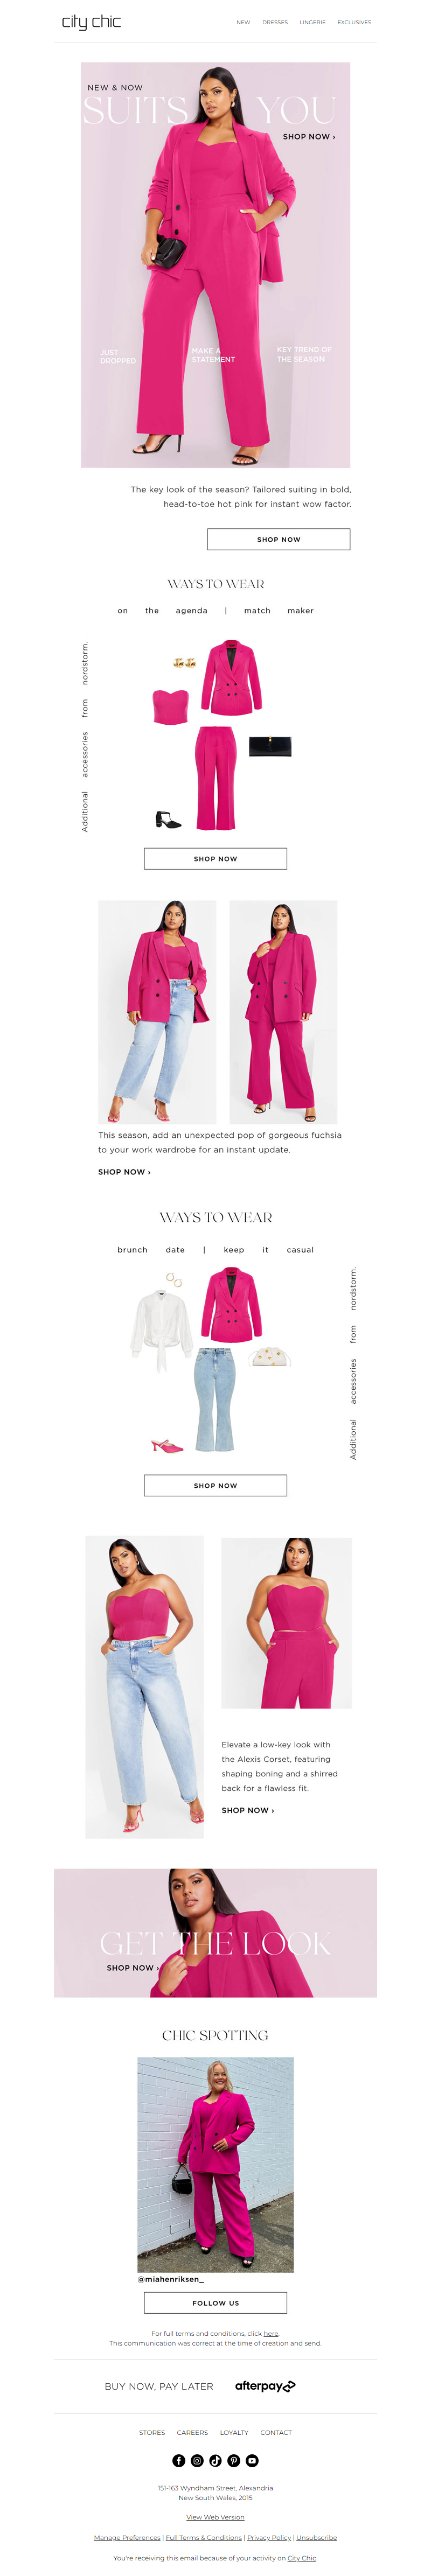 city chic
NEW DRESSES LINGERIE EXCLUSIVES
NEW & NOW
SUITS YOU
SHOP NOW ›
JUST
DROPPED
MAKE A
STATEMENT
KEY TREND OF
THE SEASON
The key look of the season? Tailored suiting in bold,
head-to-toe hot pink for instant wow factor.
SHOP NOW
WAYS TO WEAR
on the agenda | match maker
Additional accessories from nordstorm.
SHOP NOW
This season, add an unexpected pop of gorgeous fuchsia
to your work wardrobe for an instant update.
SHOP NOW ›
WAYS TO WEAR
brunch date | keep it casual
Additional accessories from nordstorm.
SHOP NOW
Elevate a low-key look with
the Alexis Corset, featuring
shaping boning and a shirred
back for a flawless fit.
SHOP NOW ›
GET THE LOOK
SHOP NOW ›
CHIC SPOTTING
@miahenriksen_
FOLLOW US
For full terms and conditions, click here.
This communication was correct at the time of creation and send.
BUY NOW, PAY LATER afterpay
STORES CAREERS LOYALTY CONTACT
151-163 Wyndham Street, Alexandria
New South Wales, 2015
View Web Version
Manage Preferences | Full Terms & Conditions | Privacy Policy | Unsubscribe
You're receiving this email because of your activity on City Chic.